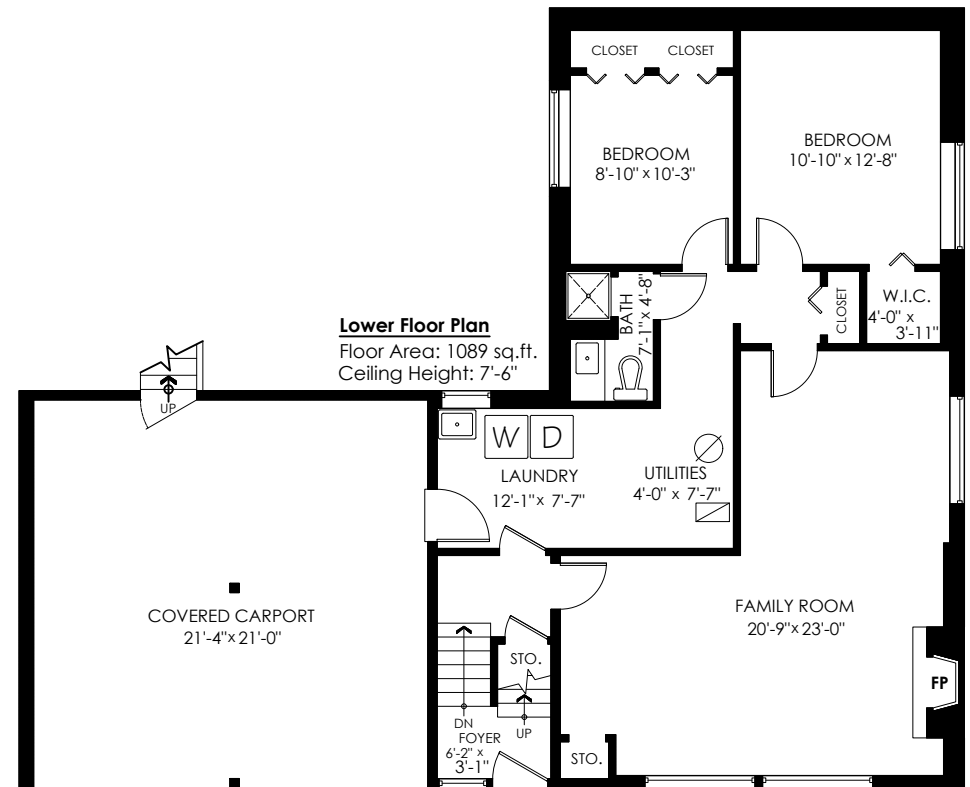 CLOSET CLOSET
BEDROOM
8'-10" x 10'-3"
BEDROOM
10'-10" x 12'-8"
BATH
7'-1" x 4'-8"
CLOSET
W.I.C.
4'-0" x
3'-11"
Lower Floor Plan
Floor Area: 1089 sq.ft.
Ceiling Height: 7'-6"
UP
W D
LAUNDRY
12'-1" x 7'-7"
UTILITIES
4'-0" x 7'-7"
COVERED CARPORT
21'-4" x 21'-0"
FAMILY ROOM
20'-9" x 23'-0"
STO.
FP
DN
FOYER
6'-2" x
3'-1"
UP
STO.